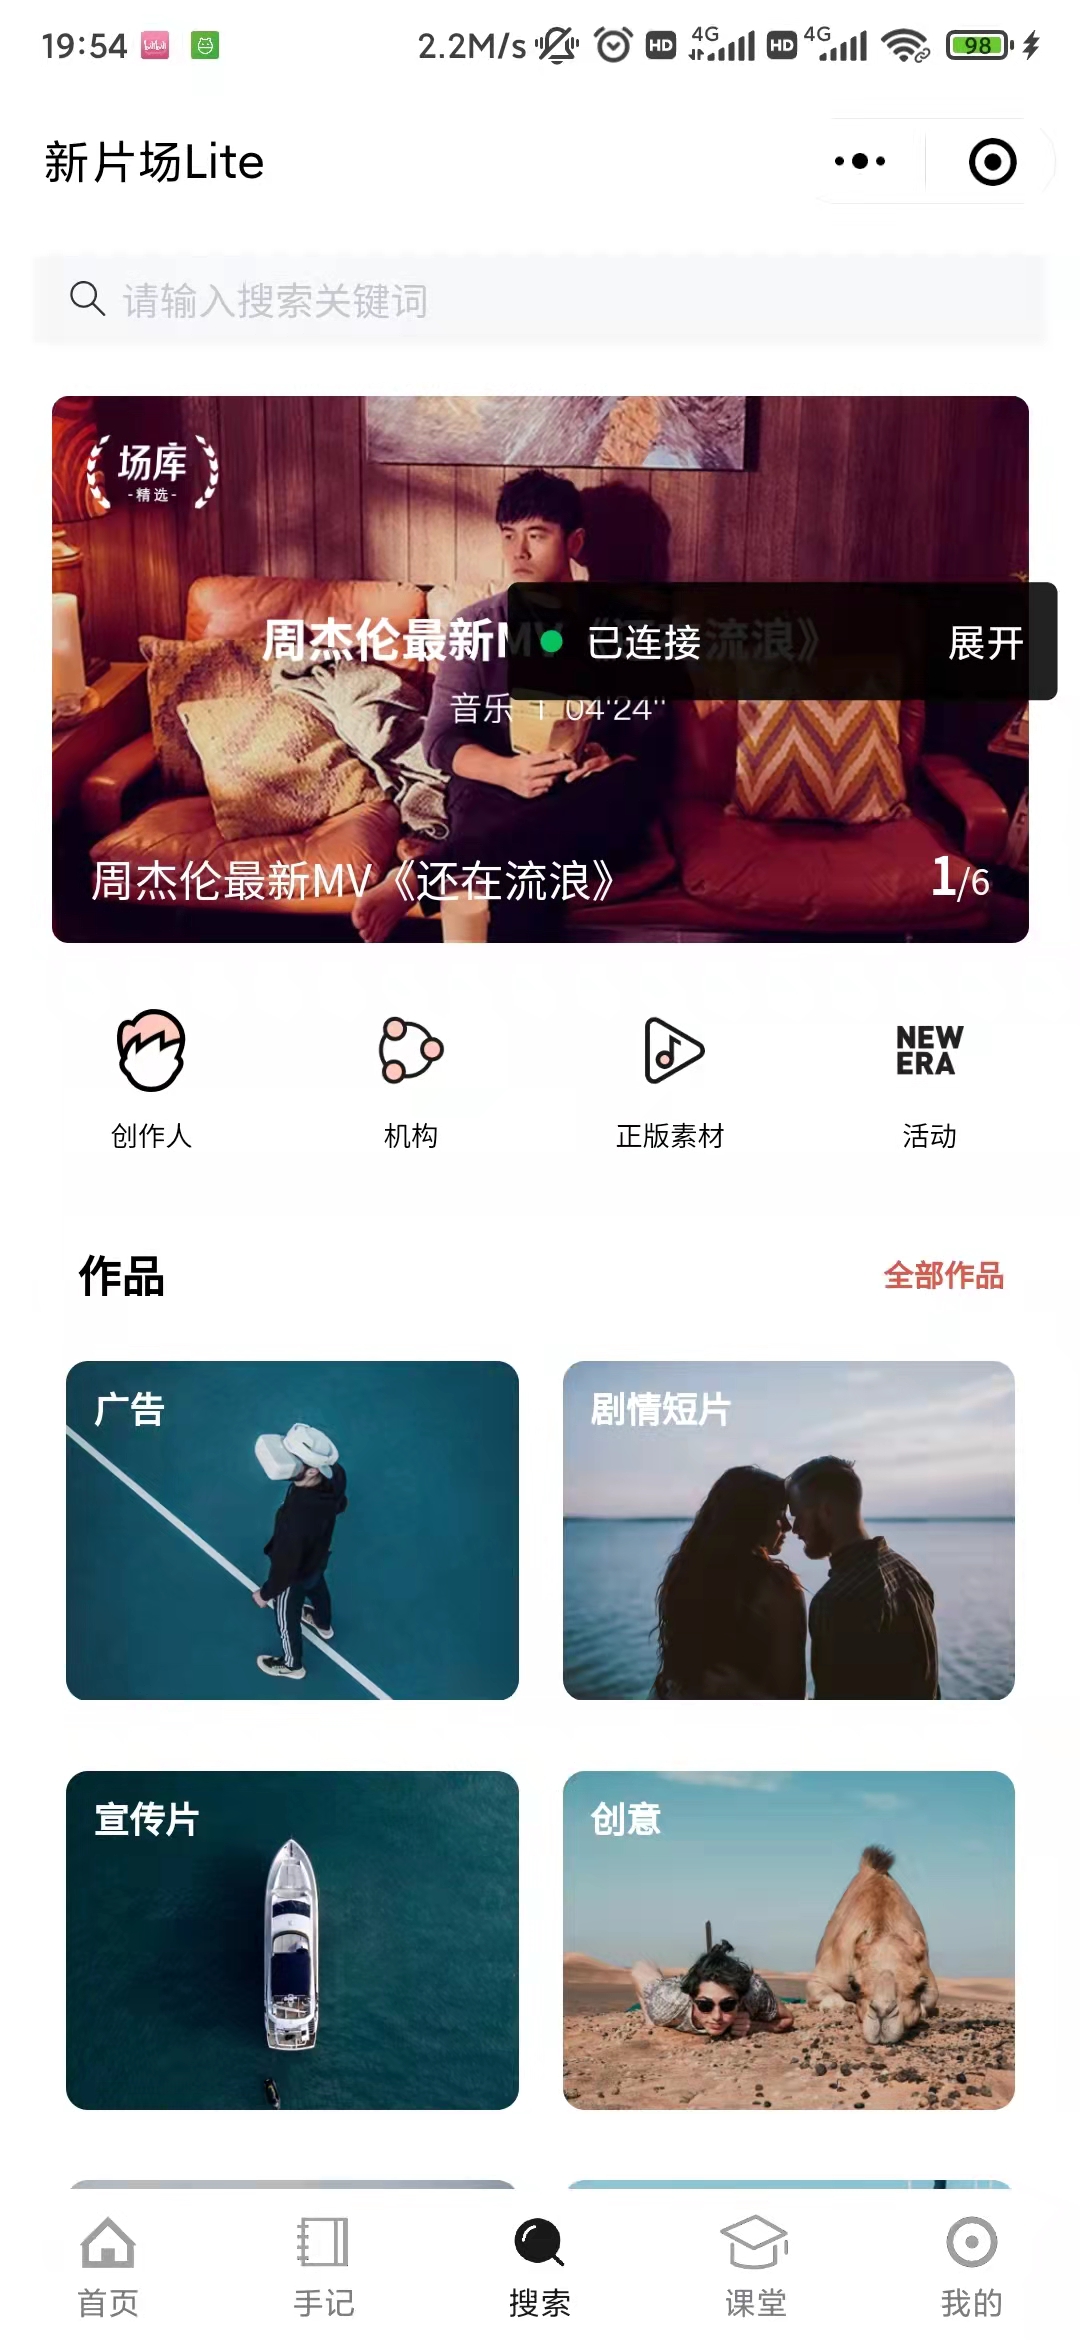 19:54
2.2M/s
HD
4G
HD
4G
98
新片场Lite
请输入搜索关键词
场库
-精选-
周杰伦最新MV
流浪》
已连接
展开
音乐 | 04'24''
周杰伦最新MV《还在流浪》
1/6
NEW
ERA
创作人
机构
正版素材
活动
作品
全部作品
广告
剧情短片
宣传片
创意
首页
手记
搜索
课堂
我的